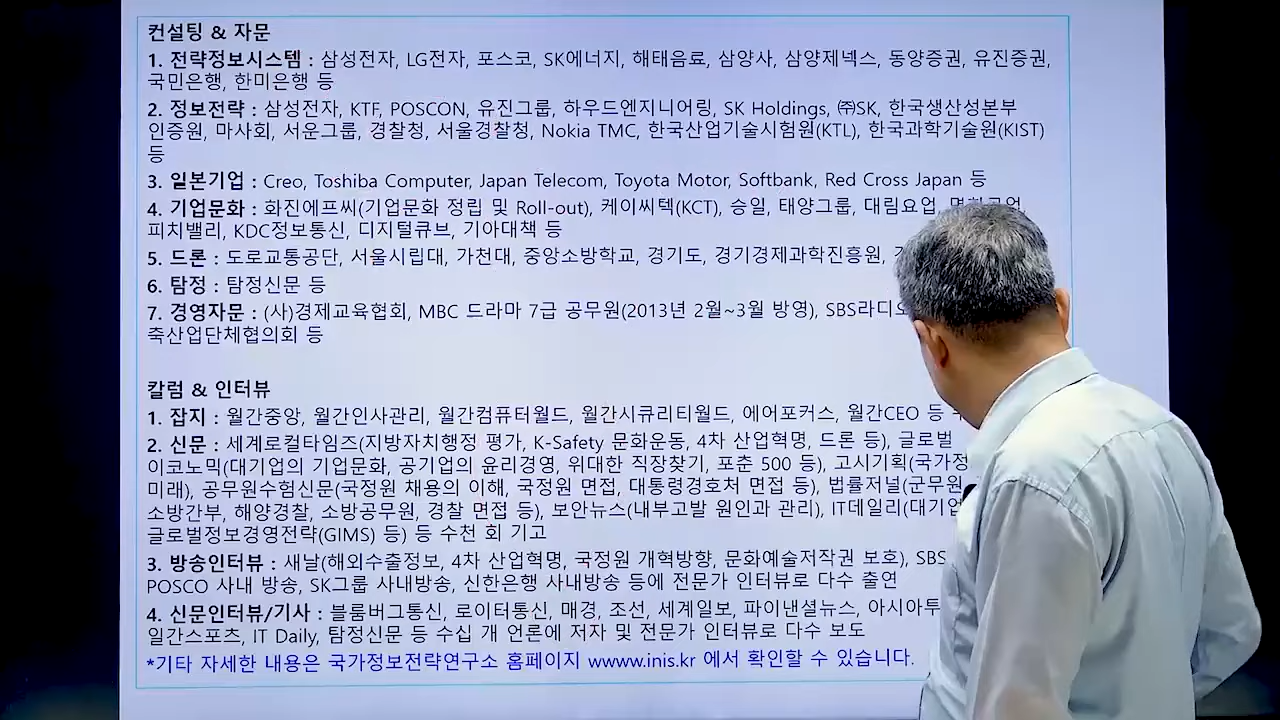 컨설팅 & 자문
1. 전략정보시스템 : 삼성전자, LG전자, 포스코, SK에너지, 해태음료, 삼양사, 삼양제넥스, 동양증권, 유진증권,
국민은행, 한미은행 등
2. 정보전략 : 삼성전자, KTF, POSCON, 유진그룹, 하우드엔지니어링, SK Holdings, ㈜SK, 한국생산성본부
인증원, 마사회, 서운그룹, 경찰청, 서울경찰청, Nokia TMC, 한국산업기술시험원(KTL), 한국과학기술원(KIST)
등
3. 일본기업 : Creo, Toshiba Computer, Japan Telecom, Toyota Motor, Softbank, Red Cross Japan 등
4. 기업문화 : 화진에프씨(기업문화 정립 및 Roll-out), 케이씨텍(KCT), 승일, 태양그룹, 대림요업,
피치밸리, KDC정보통신, 디지털큐브, 기아대책 등
5. 드론 : 도로교통공단, 서울시립대, 가천대, 중앙소방학교, 경기도, 경기경제과학진흥원,
6. 탐정 : 탐정신문 등
7. 경영자문 : (사)경제교육협회, MBC 드라마 7급 공무원(2013년 2월~3월 방영), SBS라디오
축산업단체협의회 등
칼럼 & 인터뷰
1. 잡지 : 월간중앙, 월간인사관리, 월간컴퓨터월드, 월간시큐리티월드, 에어포커스, 월간CEO 등
2. 신문 : 세계로컬타임즈(지방자치행정 평가, K-Safety 문화운동, 4차 산업혁명, 드론 등), 글로벌
이코노믹(대기업의 기업문화, 공기업의 윤리경영, 위대한 직장찾기, 포춘 500 등), 고시기획(국가정
미래), 공무원수험신문(국정원 채용의 이해, 국정원 면접, 대통령경호처 면접 등), 법률저널(군무원
소방간부, 해양경찰, 소방공무원, 경찰 면접 등), 보안뉴스(내부고발 원인과 관리), IT데일리(대기업
글로벌정보경영전략(GIMS) 등) 등 수천 회 기고
3. 방송인터뷰 : 새날(해외수출정보, 4차 산업혁명, 국정원 개혁방향, 문화예술저작권 보호), SBS
POSCO 사내 방송, SK그룹 사내방송, 신한은행 사내방송 등에 전문가 인터뷰로 다수 출연
4. 신문인터뷰/기사 : 블룸버그통신, 로이터통신, 매경, 조선, 세계일보, 파이낸셜뉴스, 아시아투
일간스포츠, IT Daily, 탐정신문 등 수십 개 언론에 저자 및 전문가 인터뷰로 다수 보도
*기타 자세한 내용은 국가정보전략연구소 홈페이지 wwww.inis.kr 에서 확인할 수 있습니다.